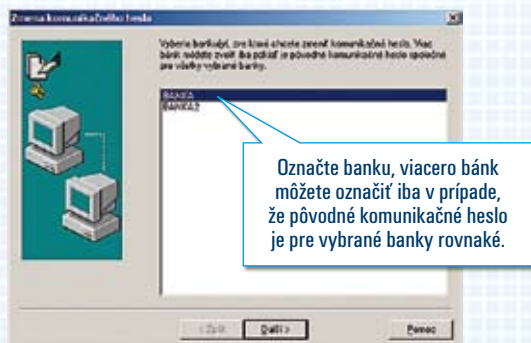 Zmena komunikačného hesla
Vyberte banku(y), pre ktorú chcete zmeniť komunikačné heslo. Viac
bánk môžete zvoliť iba pokiaľ je pôvodné komunikačné heslo spoločné
pre všetky vybrané banky.
BANKA
BANKA2
Označte banku, viacero bánk
môžete označiť iba v prípade,
že pôvodné komunikačné heslo
je pre vybrané banky rovnaké.
< Späť Ďalší > Pomoc